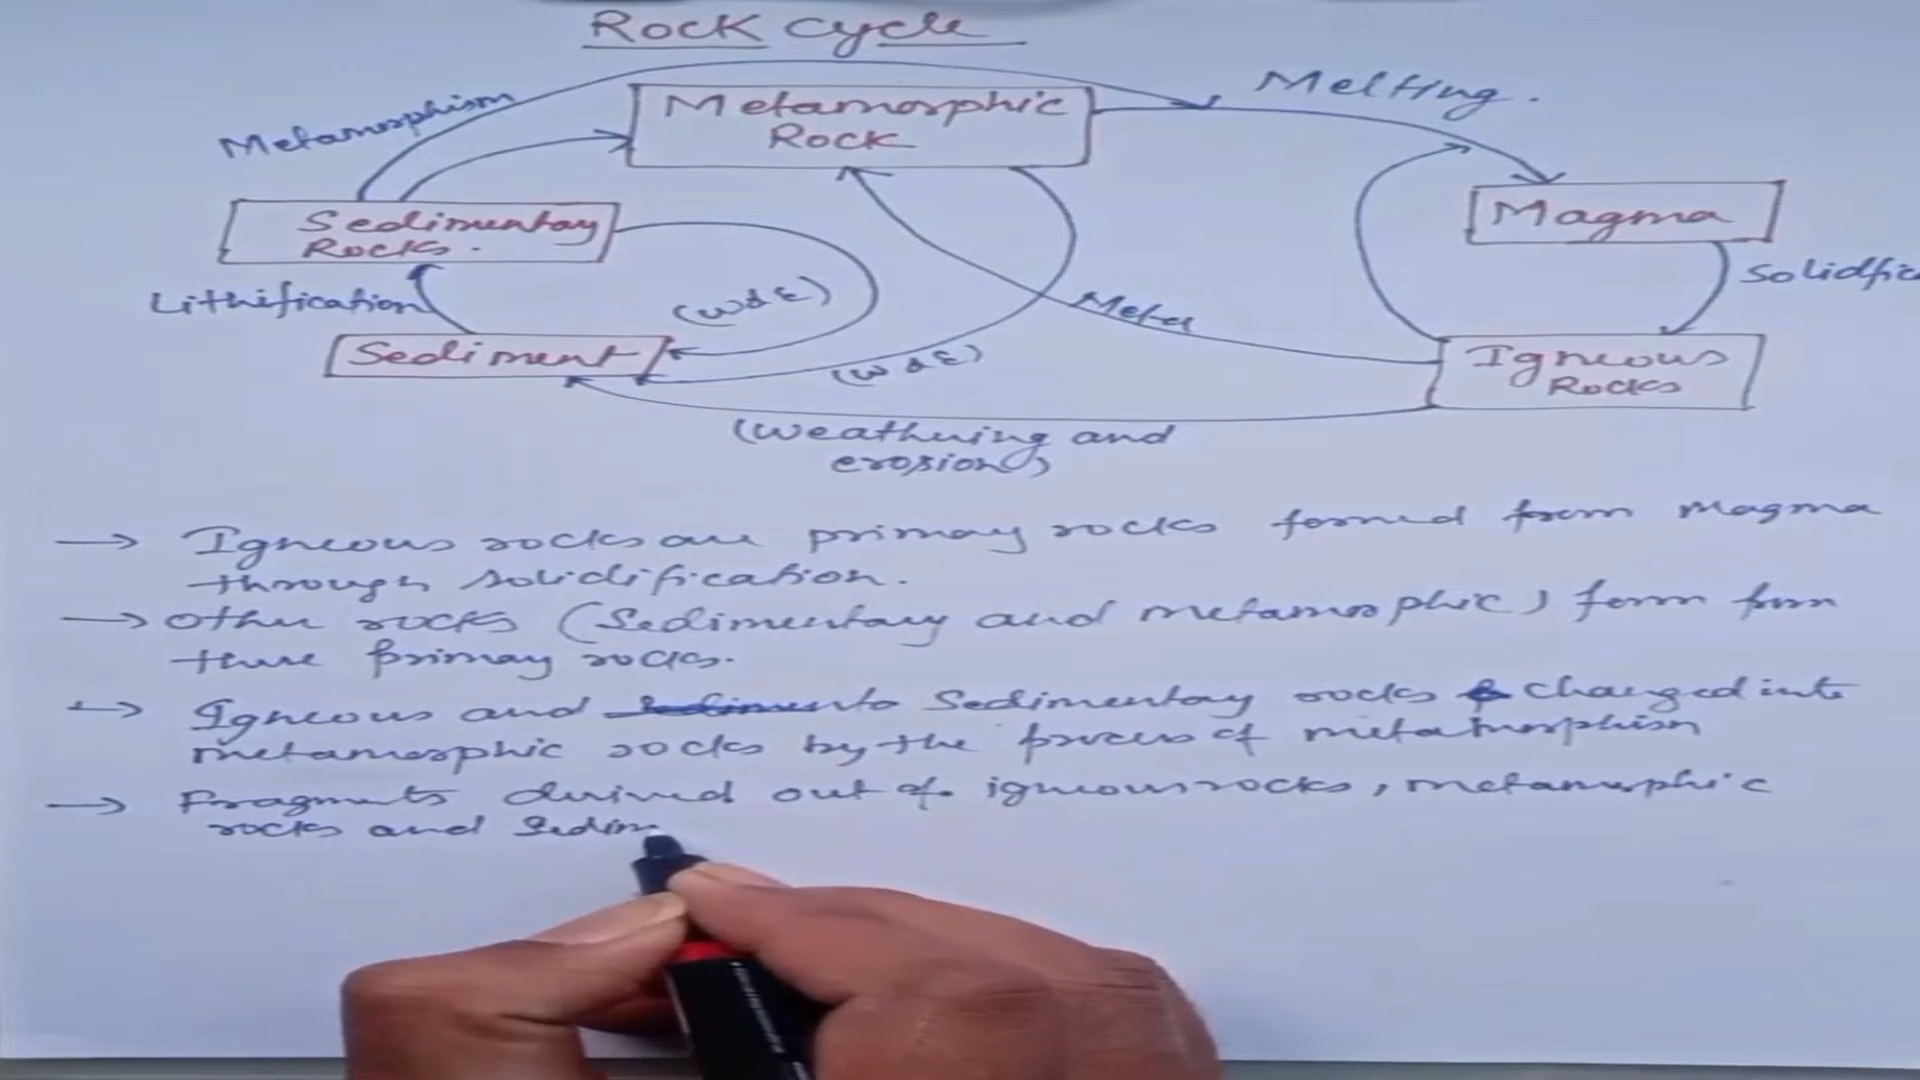 Rock cycle
Metamorphism
Metamorphic
Rock
Melting.
Sedimentary
Rocks.
Magma
Lithification
(W & E)
Solidfic
Meta
Sediment
(W & E)
Igneous
Rocks
(weathering and
erosion)
→ Igneous rocks are primary rocks formed from Magma
through solidification.
→ Other rocks (Sedimentary and metamorphic) form from
these primary rocks.
→ Igneous and Sedimentary rocks changed into
metamorphic rocks by the process of metamorphism
→ Fragments derived out of igneous rocks, metamorphic
rocks and Sedim